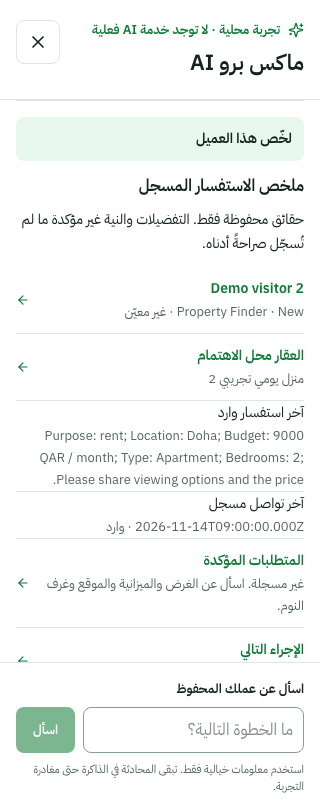 تجربة محلية · لا توجد خدمة AI فعلية
ماكس برو AI
لخّص هذا العميل
ملخص الاستفسار المسجل
حقائق محفوظة فقط. التفضيلات والنية غير مؤكدة ما لم
تُسجّل صراحةً أدناه.
Demo visitor 2
Property Finder · New · غير معيّن
العقار محل الاهتمام
منزل يومي تجريبي 2
آخر استفسار وارد
Purpose: rent; Location: Doha; Budget: 9000
QAR / month; Type: Apartment; Bedrooms: 2;
Please share viewing options and the price.
آخر تواصل مسجل
2026-11-14T09:00:00.000Z · وارد
المتطلبات المؤكدة
غير مسجلة. اسأل عن الغرض والميزانية والموقع وغرف
النوم.
الإجراء التالي
اسأل عن عملك المحفوظ
ما الخطوة التالية؟
اسأل
استخدم معلومات خيالية فقط. تبقى المحادثة في الذاكرة حتى مغادرة
التجربة.